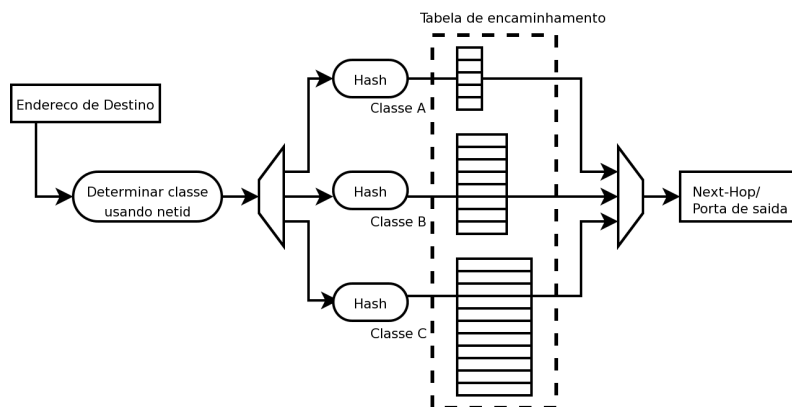 Tabela de encaminhamento
Endereco de Destino
Hash
Classe A
Determinar classe
usando netid
Hash
Classe B
Next-Hop/
Porta de saida
Hash
Classe C